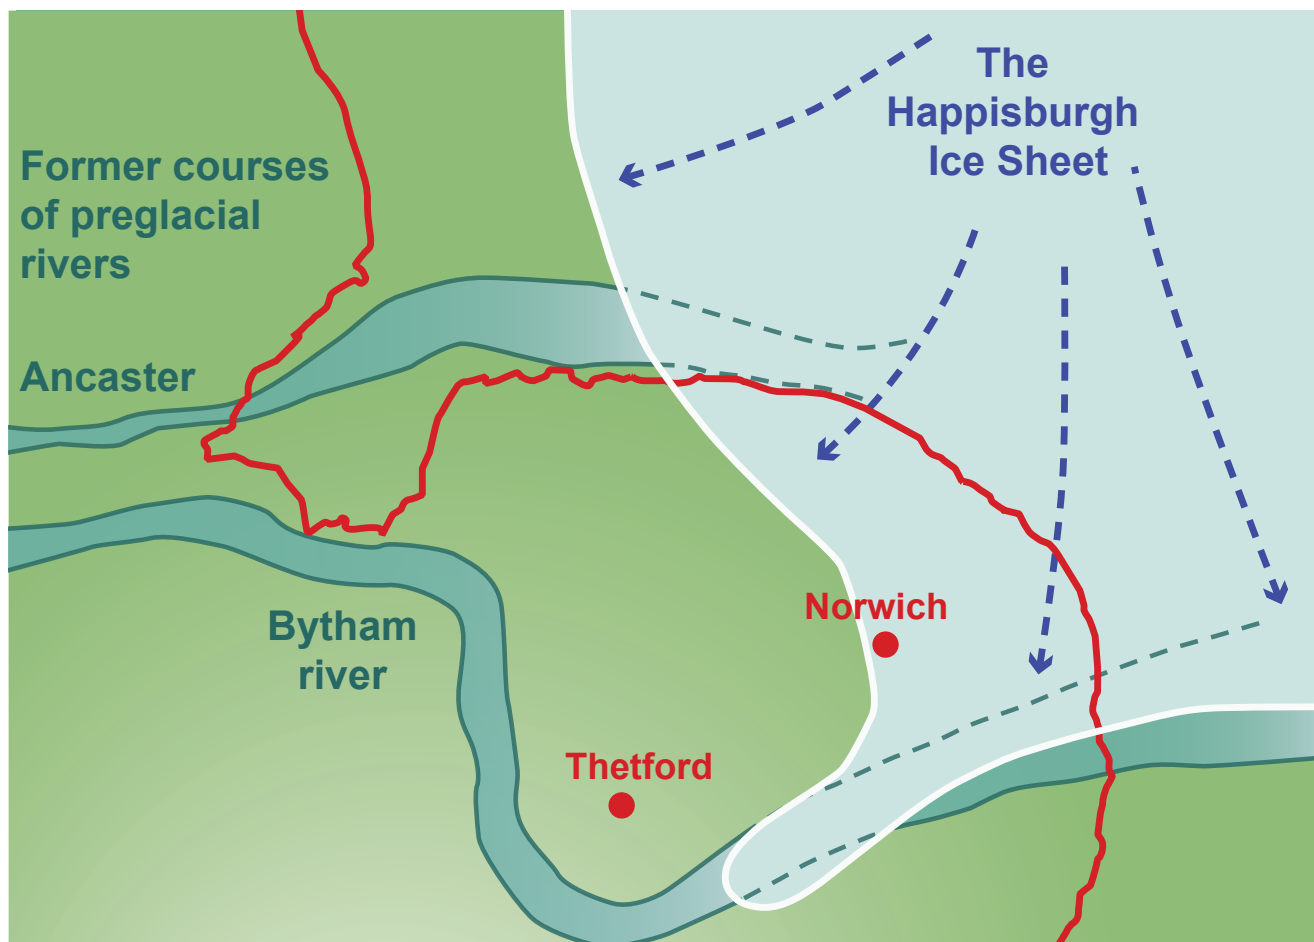 The
Happisburgh
Ice Sheet
Former courses
of preglacial
rivers
Ancaster
Norwich
Bytham
river
Thetford